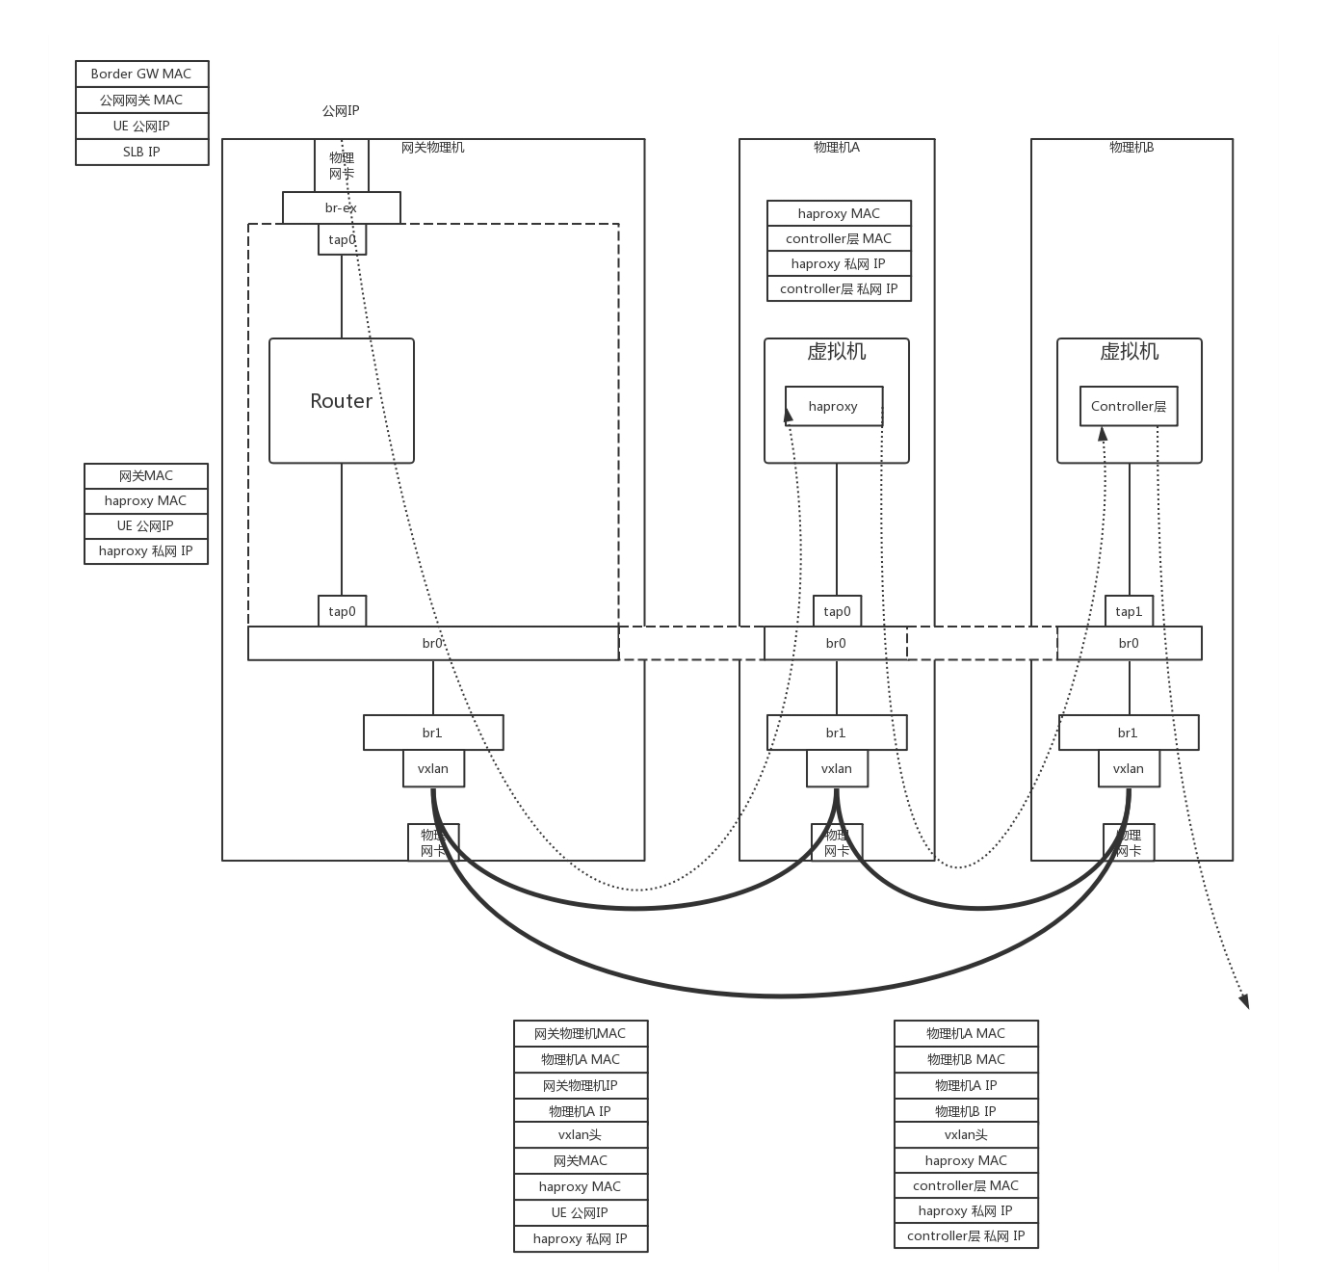 Border GW MAC
公网网关 MAC
UE 公网IP
SLB IP
公网IP
网关物理机
物理
网卡
br-ex
tap0
Router
网关MAC
haproxy MAC
UE 公网IP
haproxy 私网 IP
tap0
br0
br1
vxlan
物理
网卡
物理机A
haproxy MAC
controller层 MAC
haproxy 私网 IP
controller层 私网 IP
虚拟机
haproxy
tap0
br0
br1
vxlan
物理
网卡
物理机B
虚拟机
Controller层
tap1
br0
br1
vxlan
物理
网卡
网关物理机MAC
物理机A MAC
网关物理机IP
物理机A IP
vxlan头
网关MAC
haproxy MAC
UE 公网IP
haproxy 私网 IP
物理机A MAC
物理机B MAC
物理机A IP
物理机B IP
vxlan头
haproxy MAC
controller层 MAC
haproxy 私网 IP
controller层 私网 IP